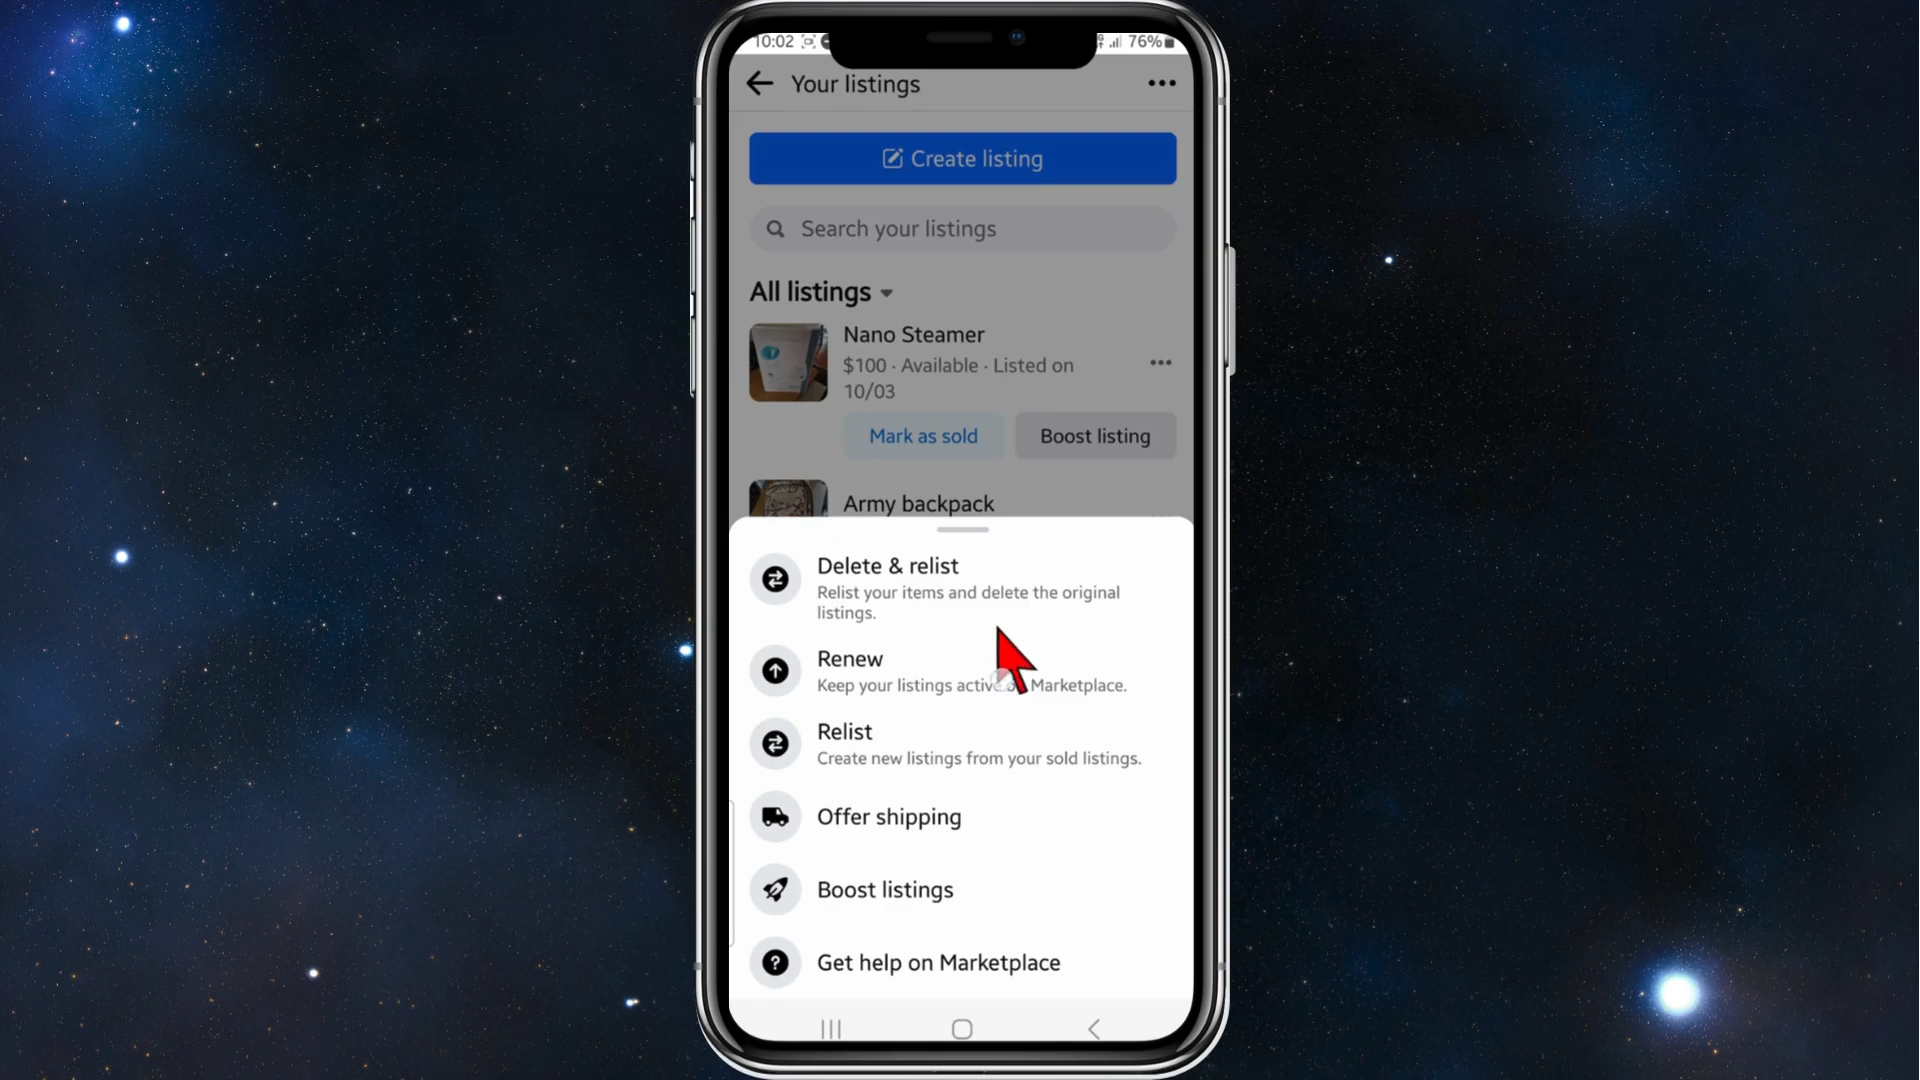 10:02
76%
Your listings
Create listing
Search your listings
All listings
Nano Steamer
$100 · Available · Listed on
10/03
Mark as sold
Boost listing
Army backpack
Delete & relist
Relist your items and delete the original
listings.
Renew
Keep your listings active on Marketplace.
Relist
Create new listings from your sold listings.
Offer shipping
Boost listings
Get help on Marketplace